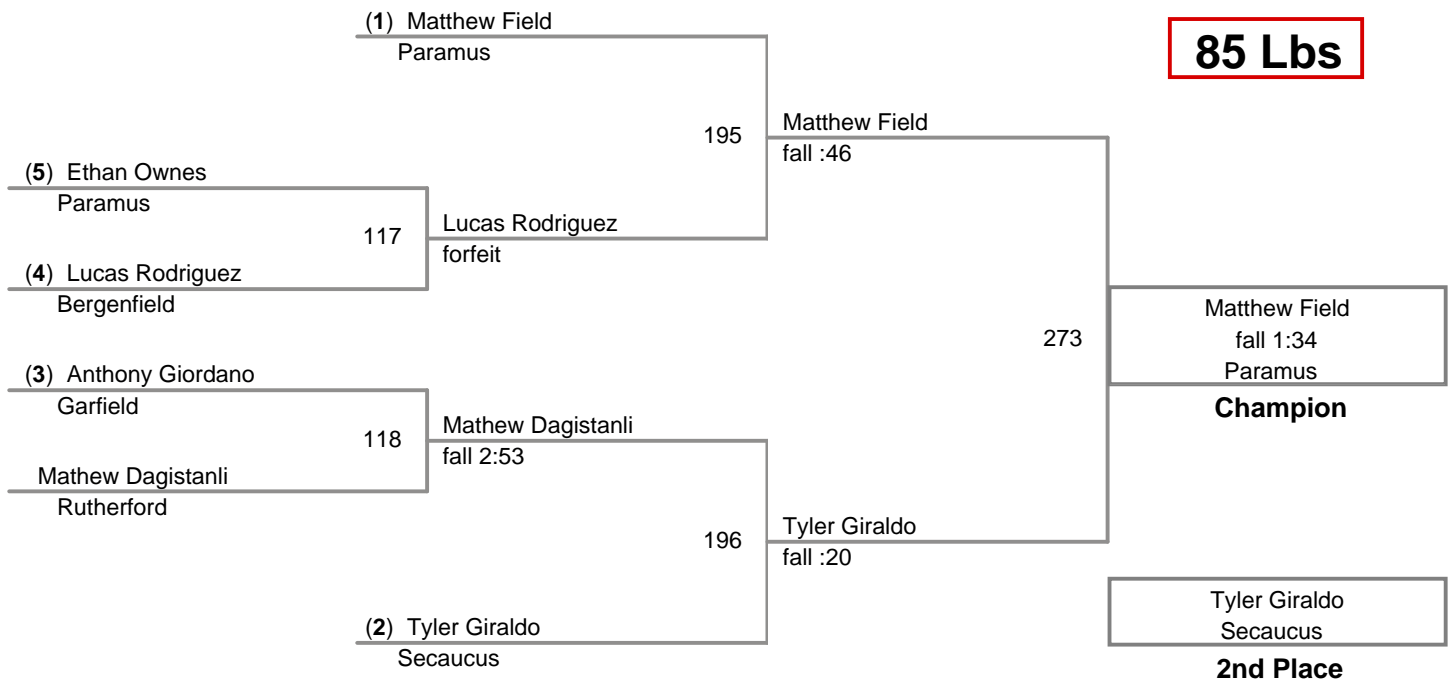 (1) Matthew Field
Paramus
85 Lbs
195
Matthew Field
fall :46
(5) Ethan Ownes
Paramus
117
Lucas Rodriguez
forfeit
(4) Lucas Rodriguez
Bergenfield
273
Matthew Field
fall 1:34
Paramus
Champion
(3) Anthony Giordano
Garfield
118
Mathew Dagistanli
fall 2:53
Mathew Dagistanli
Rutherford
196
Tyler Giraldo
fall :20
(2) Tyler Giraldo
Secaucus
Tyler Giraldo
Secaucus
2nd Place